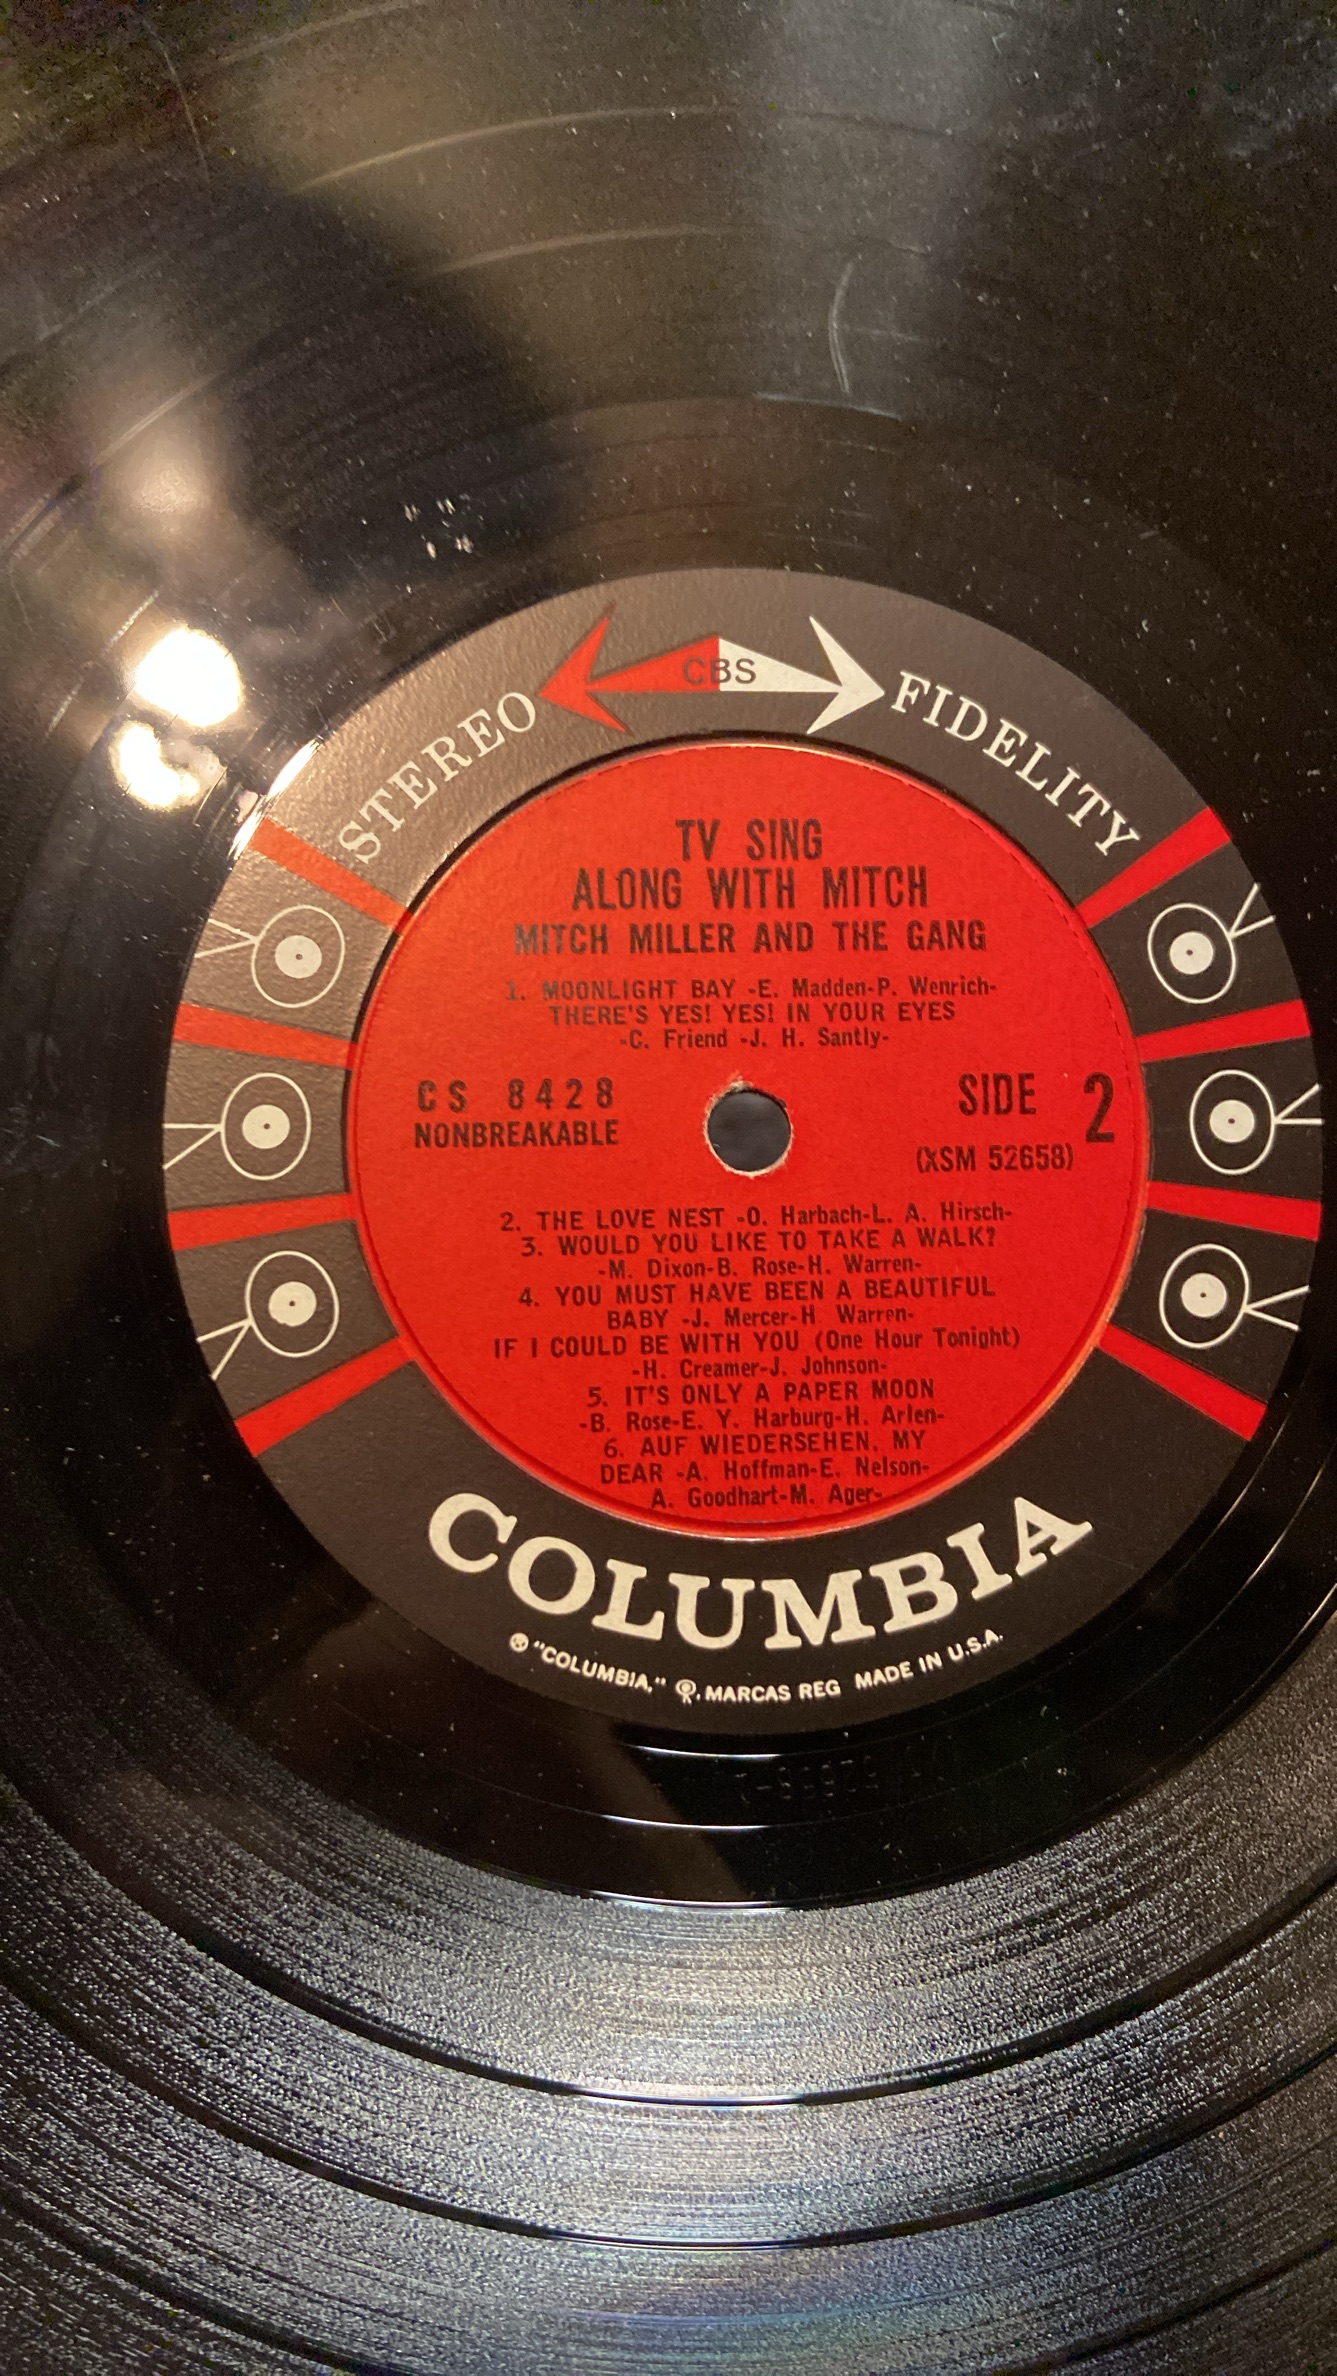 STEREO CBS FIDELITY
TV SING
ALONG WITH MITCH
MITCH MILLER AND THE GANG
1. MOONLIGHT BAY -E. Madden-P. Wenrich-
THERE'S YES! YES! IN YOUR EYES
-C. Friend -J. H. Santly-
CS 8428
NONBREAKABLE
SIDE 2
(XSM 52658)
2. THE LOVE NEST -O. Harbach-L. A. Hirsch-
3. WOULD YOU LIKE TO TAKE A WALK?
-M. Dixon-B. Rose-H. Warren-
4. YOU MUST HAVE BEEN A BEAUTIFUL
BABY -J. Mercer-H. Warren-
IF I COULD BE WITH YOU (One Hour Tonight)
-H. Creamer-J. Johnson-
5. IT'S ONLY A PAPER MOON
-B. Rose-E. Y. Harburg-H. Arlen-
6. AUF WIEDERSEHEN, MY
DEAR -A. Hoffman-E. Nelson-
A. Goodhart-M. Ager-
COLUMBIA
"COLUMBIA," MARCAS REG MADE IN U.S.A.